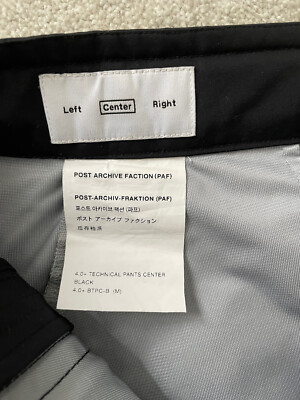 Left Center Right
POST ARCHIVE FACTION (PAF)
POST-ARCHIV-FRAKTION (PAF)
포스트 아카이브 팩션 (파프)
ポスト アーカイブ ファクション
4.0+ TECHNICAL PANTS CENTER
BLACK
4.0+ BTPC-B (M)